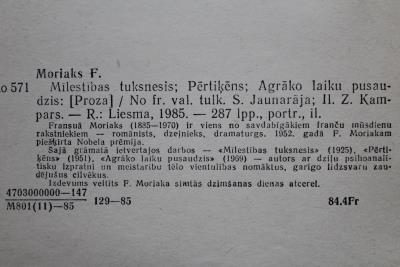 Moriaks F.
Mo 571 Mīlestības tuksnesis; Pērtiķēns; Agrāko laiku pusau-
dzis: [Proza] / No fr. val. tulk. S. Jaunarāja; Il. Z. Kam-
pars. — R.: Liesma, 1985. — 287 lpp., portr., il.
Fransuā Moriaks (1885—1970) ir viens no savdabīgākiem franču mūsdienu
rakstniekiem — romānists, dzejnieks, dramaturgs. 1952. gadā F. Moriakam
piešķirta Nobela prēmija.
Šajā grāmatā ietvertajos darbos — «Mīlestības tuksnesis» (1925), «Pērti-
ķēns» (1951), «Agrāko laiku pusaudzis» (1969) — autors ar dziļu psihoanali-
tisku izpratni un meistarību tēlo vientulības nomāktus, garīgo līdzsvaru zau-
dējušus cilvēkus.
Izdevums veltīts F. Moriaka simtās dzimšanas dienas atcerei.
4703000000—147
M801(11)—85 129—85 84.4Fr